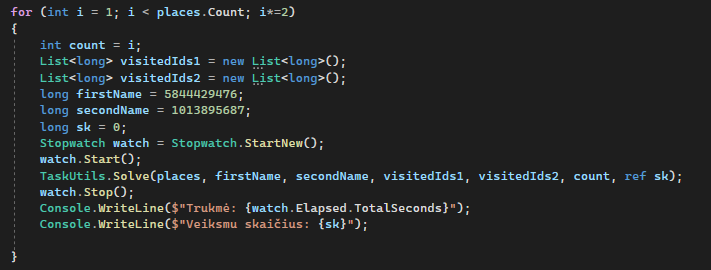 for (int i = 1; i < places.Count; i*=2)
{
int count = i;
List<long> visitedIds1 = new List<long>();
List<long> visitedIds2 = new List<long>();
long firstName = 5844429476;
long secondName = 1013895687;
long sk = 0;
Stopwatch watch = Stopwatch.StartNew();
watch.Start();
TaskUtils.Solve(places, firstName, secondName, visitedIds1, visitedIds2, count, ref sk);
watch.Stop();
Console.WriteLine($"Trukmė: {watch.Elapsed.TotalSeconds}");
Console.WriteLine($"Veiksmu skaičius: {sk}");
}